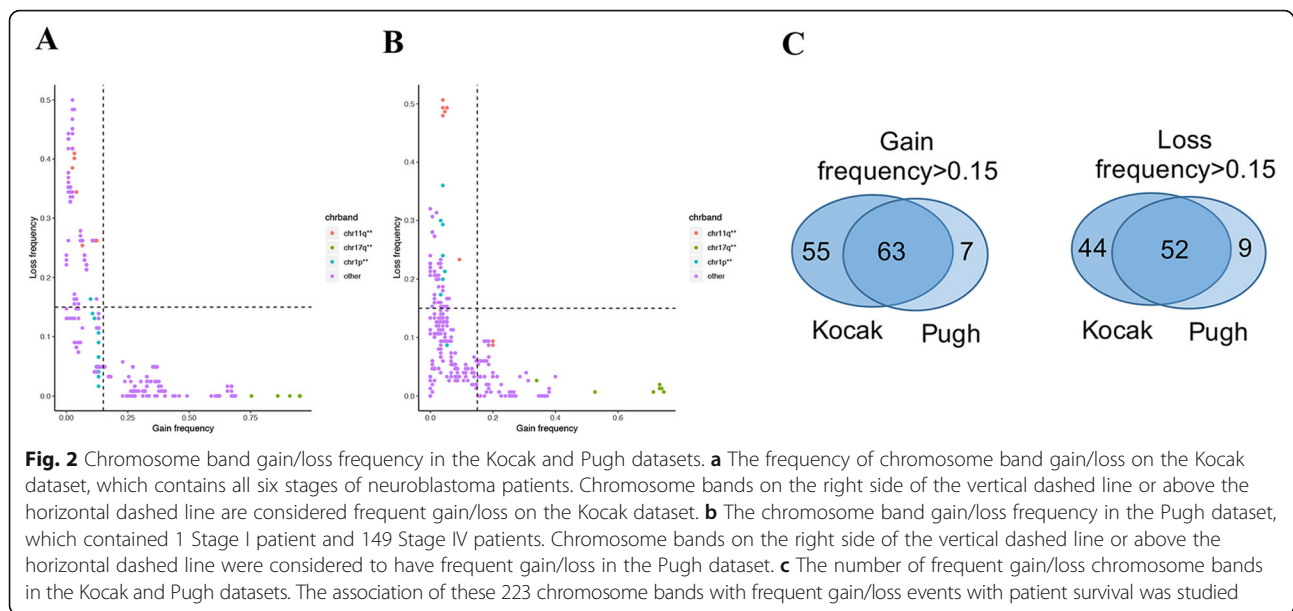 A
B
C
0.5
0.4
0.3
0.2
0.1
0.0
Loss frequency
0.00
0.25
0.50
0.75
Gain frequency
chrband
chr11q**
chr17q**
chr1p**
other
0.5
0.4
0.3
0.2
0.1
0.0
Loss frequency
0.0
0.2
0.4
0.6
Gain frequency
chrband
chr11q**
chr17q**
chr1p**
other
Gain
frequency>0.15
55
63
7
Kocak
Pugh
Loss
frequency>0.15
44
52
9
Kocak
Pugh
Fig. 2 Chromosome band gain/loss frequency in the Kocak and Pugh datasets. a The frequency of chromosome band gain/loss on the Kocak
dataset, which contains all six stages of neuroblastoma patients. Chromosome bands on the right side of the vertical dashed line or above the
horizontal dashed line are considered frequent gain/loss on the Kocak dataset. b The chromosome band gain/loss frequency in the Pugh dataset,
which contained 1 Stage I patient and 149 Stage IV patients. Chromosome bands on the right side of the vertical dashed line or above the
horizontal dashed line were considered to have frequent gain/loss in the Pugh dataset. c The number of frequent gain/loss chromosome bands
in the Kocak and Pugh datasets. The association of these 223 chromosome bands with frequent gain/loss events with patient survival was studied